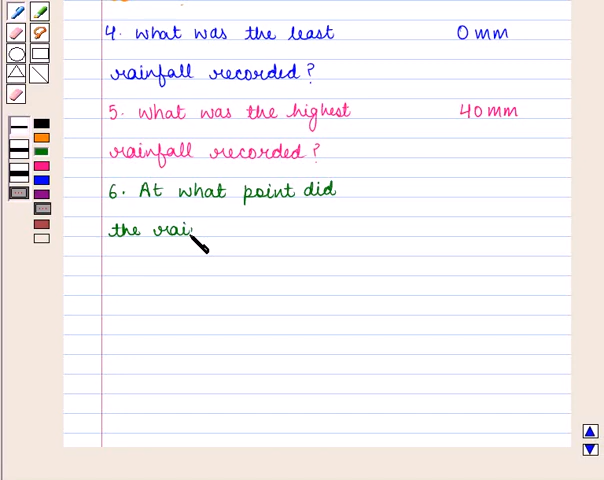 4. What was the least 0 mm
rainfall recorded?
5. What was the highest 40 mm
rainfall recorded?
6. At what point did
the rai